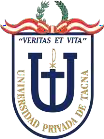 "VERITAS ET VITA"
UNIVERSIDAD PRIVADA DE TACNA